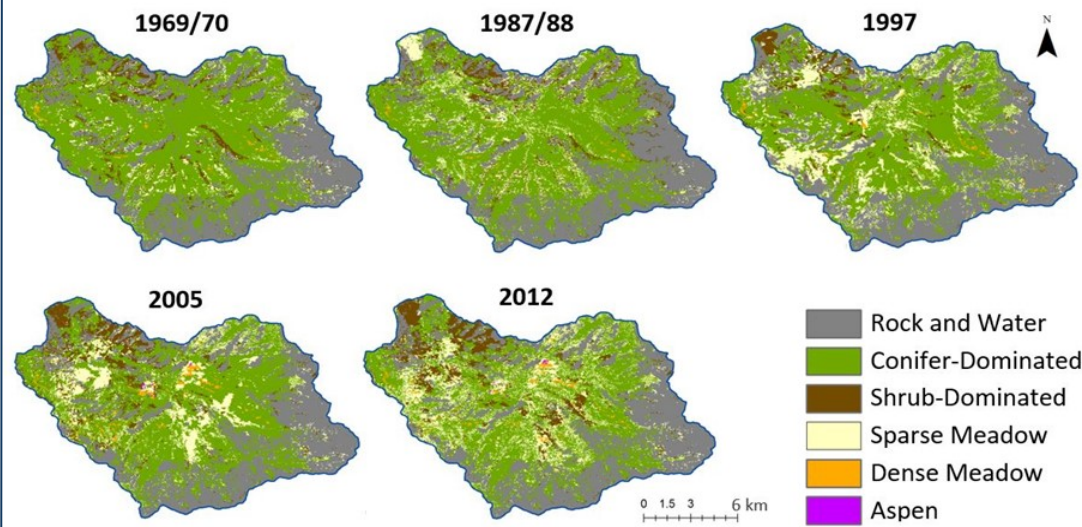 1969/70
1987/88
1997
N
2005
2012
Rock and Water
Conifer-Dominated
Shrub-Dominated
Sparse Meadow
Dense Meadow
Aspen
0 1.5 3 6 km